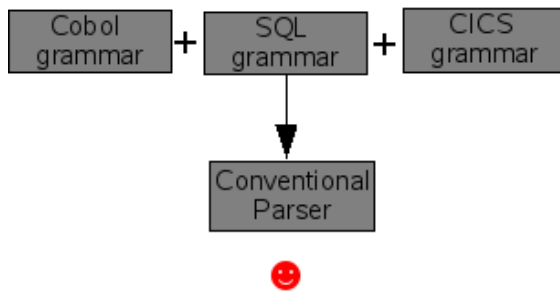 Cobol
grammar
+
SQL
grammar
+
CICS
grammar
Conventional
Parser